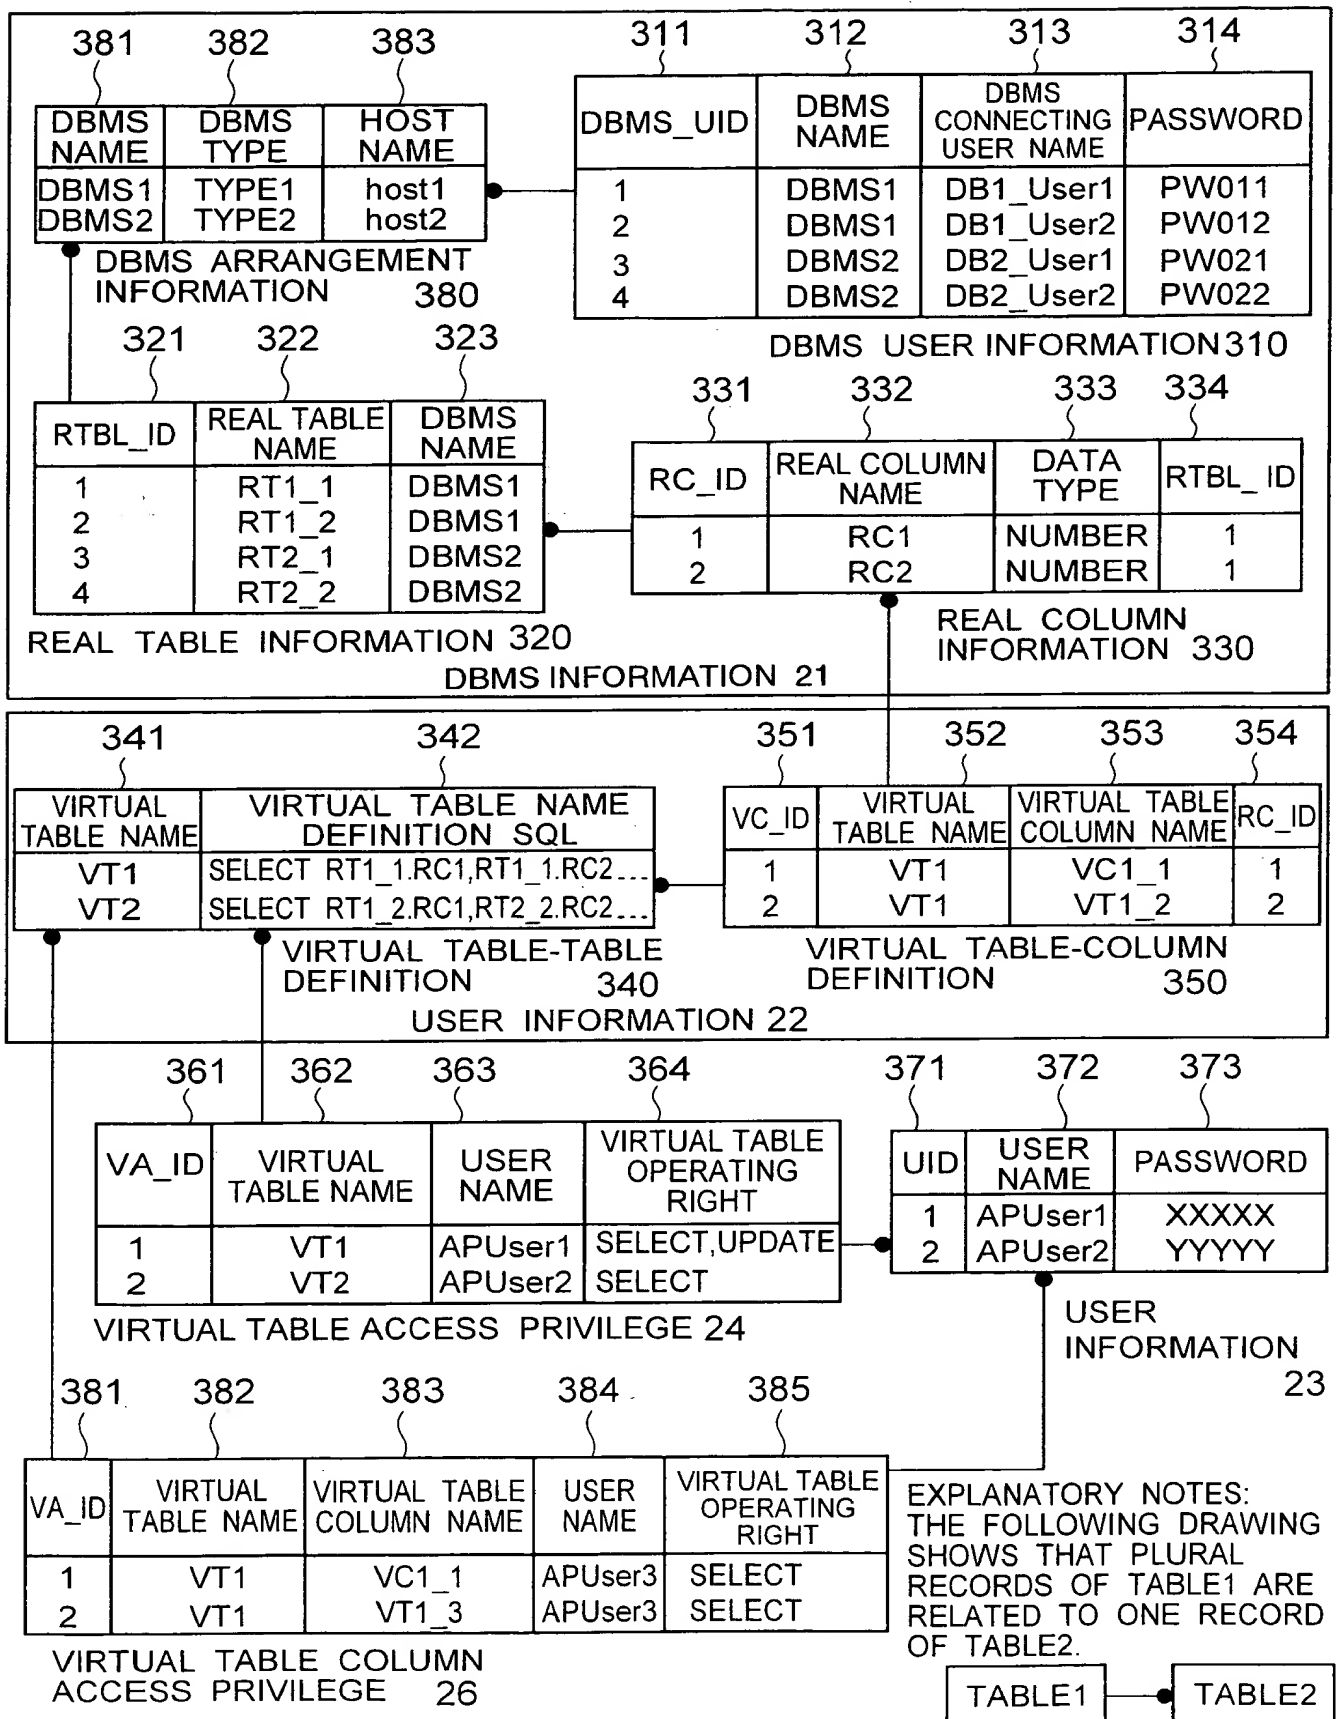 381 382 383
DBMS NAME DBMS TYPE HOST NAME
DBMS1 TYPE1 host1
DBMS2 TYPE2 host2
DBMS ARRANGEMENT
INFORMATION 380
311 312 313 314
DBMS_UID DBMS NAME DBMS CONNECTING USER NAME PASSWORD
1 DBMS1 DB1_User1 PW011
2 DBMS1 DB1_User2 PW012
3 DBMS2 DB2_User1 PW021
4 DBMS2 DB2_User2 PW022
DBMS USER INFORMATION 310
321 322 323
RTBL_ID REAL TABLE NAME DBMS NAME
1 RT1_1 DBMS1
2 RT1_2 DBMS1
3 RT2_1 DBMS2
4 RT2_2 DBMS2
REAL TABLE INFORMATION 320
331 332 333 334
RC_ID REAL COLUMN NAME DATA TYPE RTBL_ID
1 RC1 NUMBER 1
2 RC2 NUMBER 1
REAL COLUMN
INFORMATION 330
DBMS INFORMATION 21
341 342
VIRTUAL TABLE NAME VIRTUAL TABLE NAME DEFINITION SQL
VT1 SELECT RT1_1.RC1,RT1_1.RC2...
VT2 SELECT RT1_2.RC1,RT2_2.RC2...
VIRTUAL TABLE-TABLE
DEFINITION 340
351 352 353 354
VC_ID VIRTUAL TABLE NAME VIRTUAL TABLE COLUMN NAME RC_ID
1 VT1 VC1_1 1
2 VT1 VT1_2 2
VIRTUAL TABLE-COLUMN
DEFINITION 350
USER INFORMATION 22
361 362 363 364
VA_ID VIRTUAL TABLE NAME USER NAME VIRTUAL TABLE OPERATING RIGHT
1 VT1 APUser1 SELECT,UPDATE
2 VT2 APUser2 SELECT
VIRTUAL TABLE ACCESS PRIVILEGE 24
371 372 373
UID USER NAME PASSWORD
1 APUser1 XXXXX
2 APUser2 YYYYY
USER
INFORMATION
23
381 382 383 384 385
VA_ID VIRTUAL TABLE NAME VIRTUAL TABLE COLUMN NAME USER NAME VIRTUAL TABLE OPERATING RIGHT
1 VT1 VC1_1 APUser3 SELECT
2 VT1 VT1_3 APUser3 SELECT
VIRTUAL TABLE COLUMN
ACCESS PRIVILEGE 26
EXPLANATORY NOTES:
THE FOLLOWING DRAWING
SHOWS THAT PLURAL
RECORDS OF TABLE1 ARE
RELATED TO ONE RECORD
OF TABLE2.
TABLE1 TABLE2